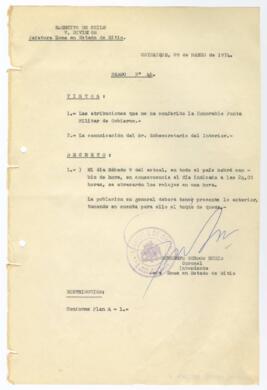 EJERCITO DE CHILE
V. DIVISION
Jefatura Zona en Estado de Sitio.
de MARZO de 1974.
BANDO Nº
V I S T O S :
1.- Las atribuciones que me ha conferido la Honorable Junta
Militar de Gobierno.
2.- La comunicación del Sr. Subsecretario del Interior.
D E C R E T O :
1.- ) El día Sábado 9 del actual, en todo el país habrá cam-
bio de hora, en consecuencia el día indicado a las 24,00
horas, se atrasarán los relojes en una hora.
La población en general deberá tener presente lo anterior,
tomando en cuenta para ello el toque de queda.
Coronel
Intendente
Jefe Zona en Estado de Sitio
DISTRIBUCION:
Conforme Plan A - 1.-